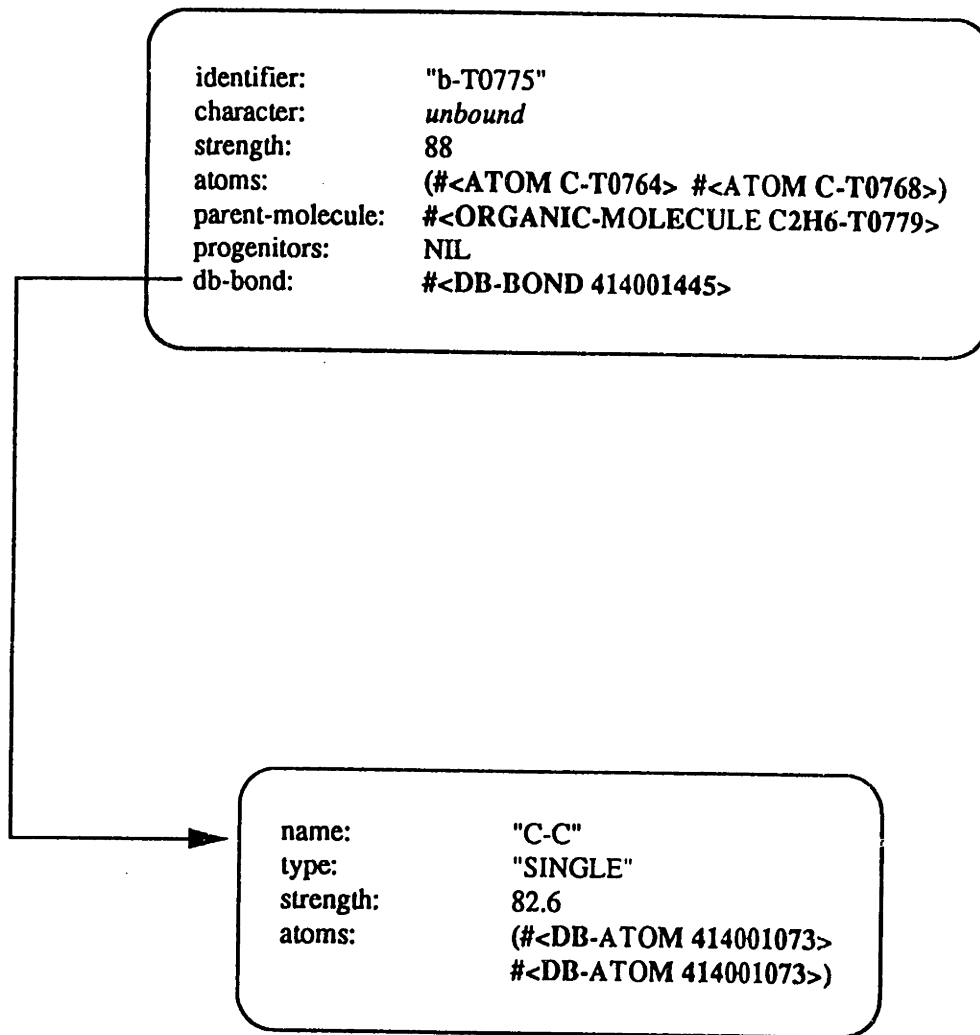 identifier: "b-T0775"
character: unbound
strength: 88
atoms: (#<ATOM C-T0764> #<ATOM C-T0768>)
parent-molecule: #<ORGANIC-MOLECULE C2H6-T0779>
progenitors: NIL
db-bond: #<DB-BOND 414001445>
name: "C-C"
type: "SINGLE"
strength: 82.6
atoms: (#<DB-ATOM 414001073>
#<DB-ATOM 414001073>)